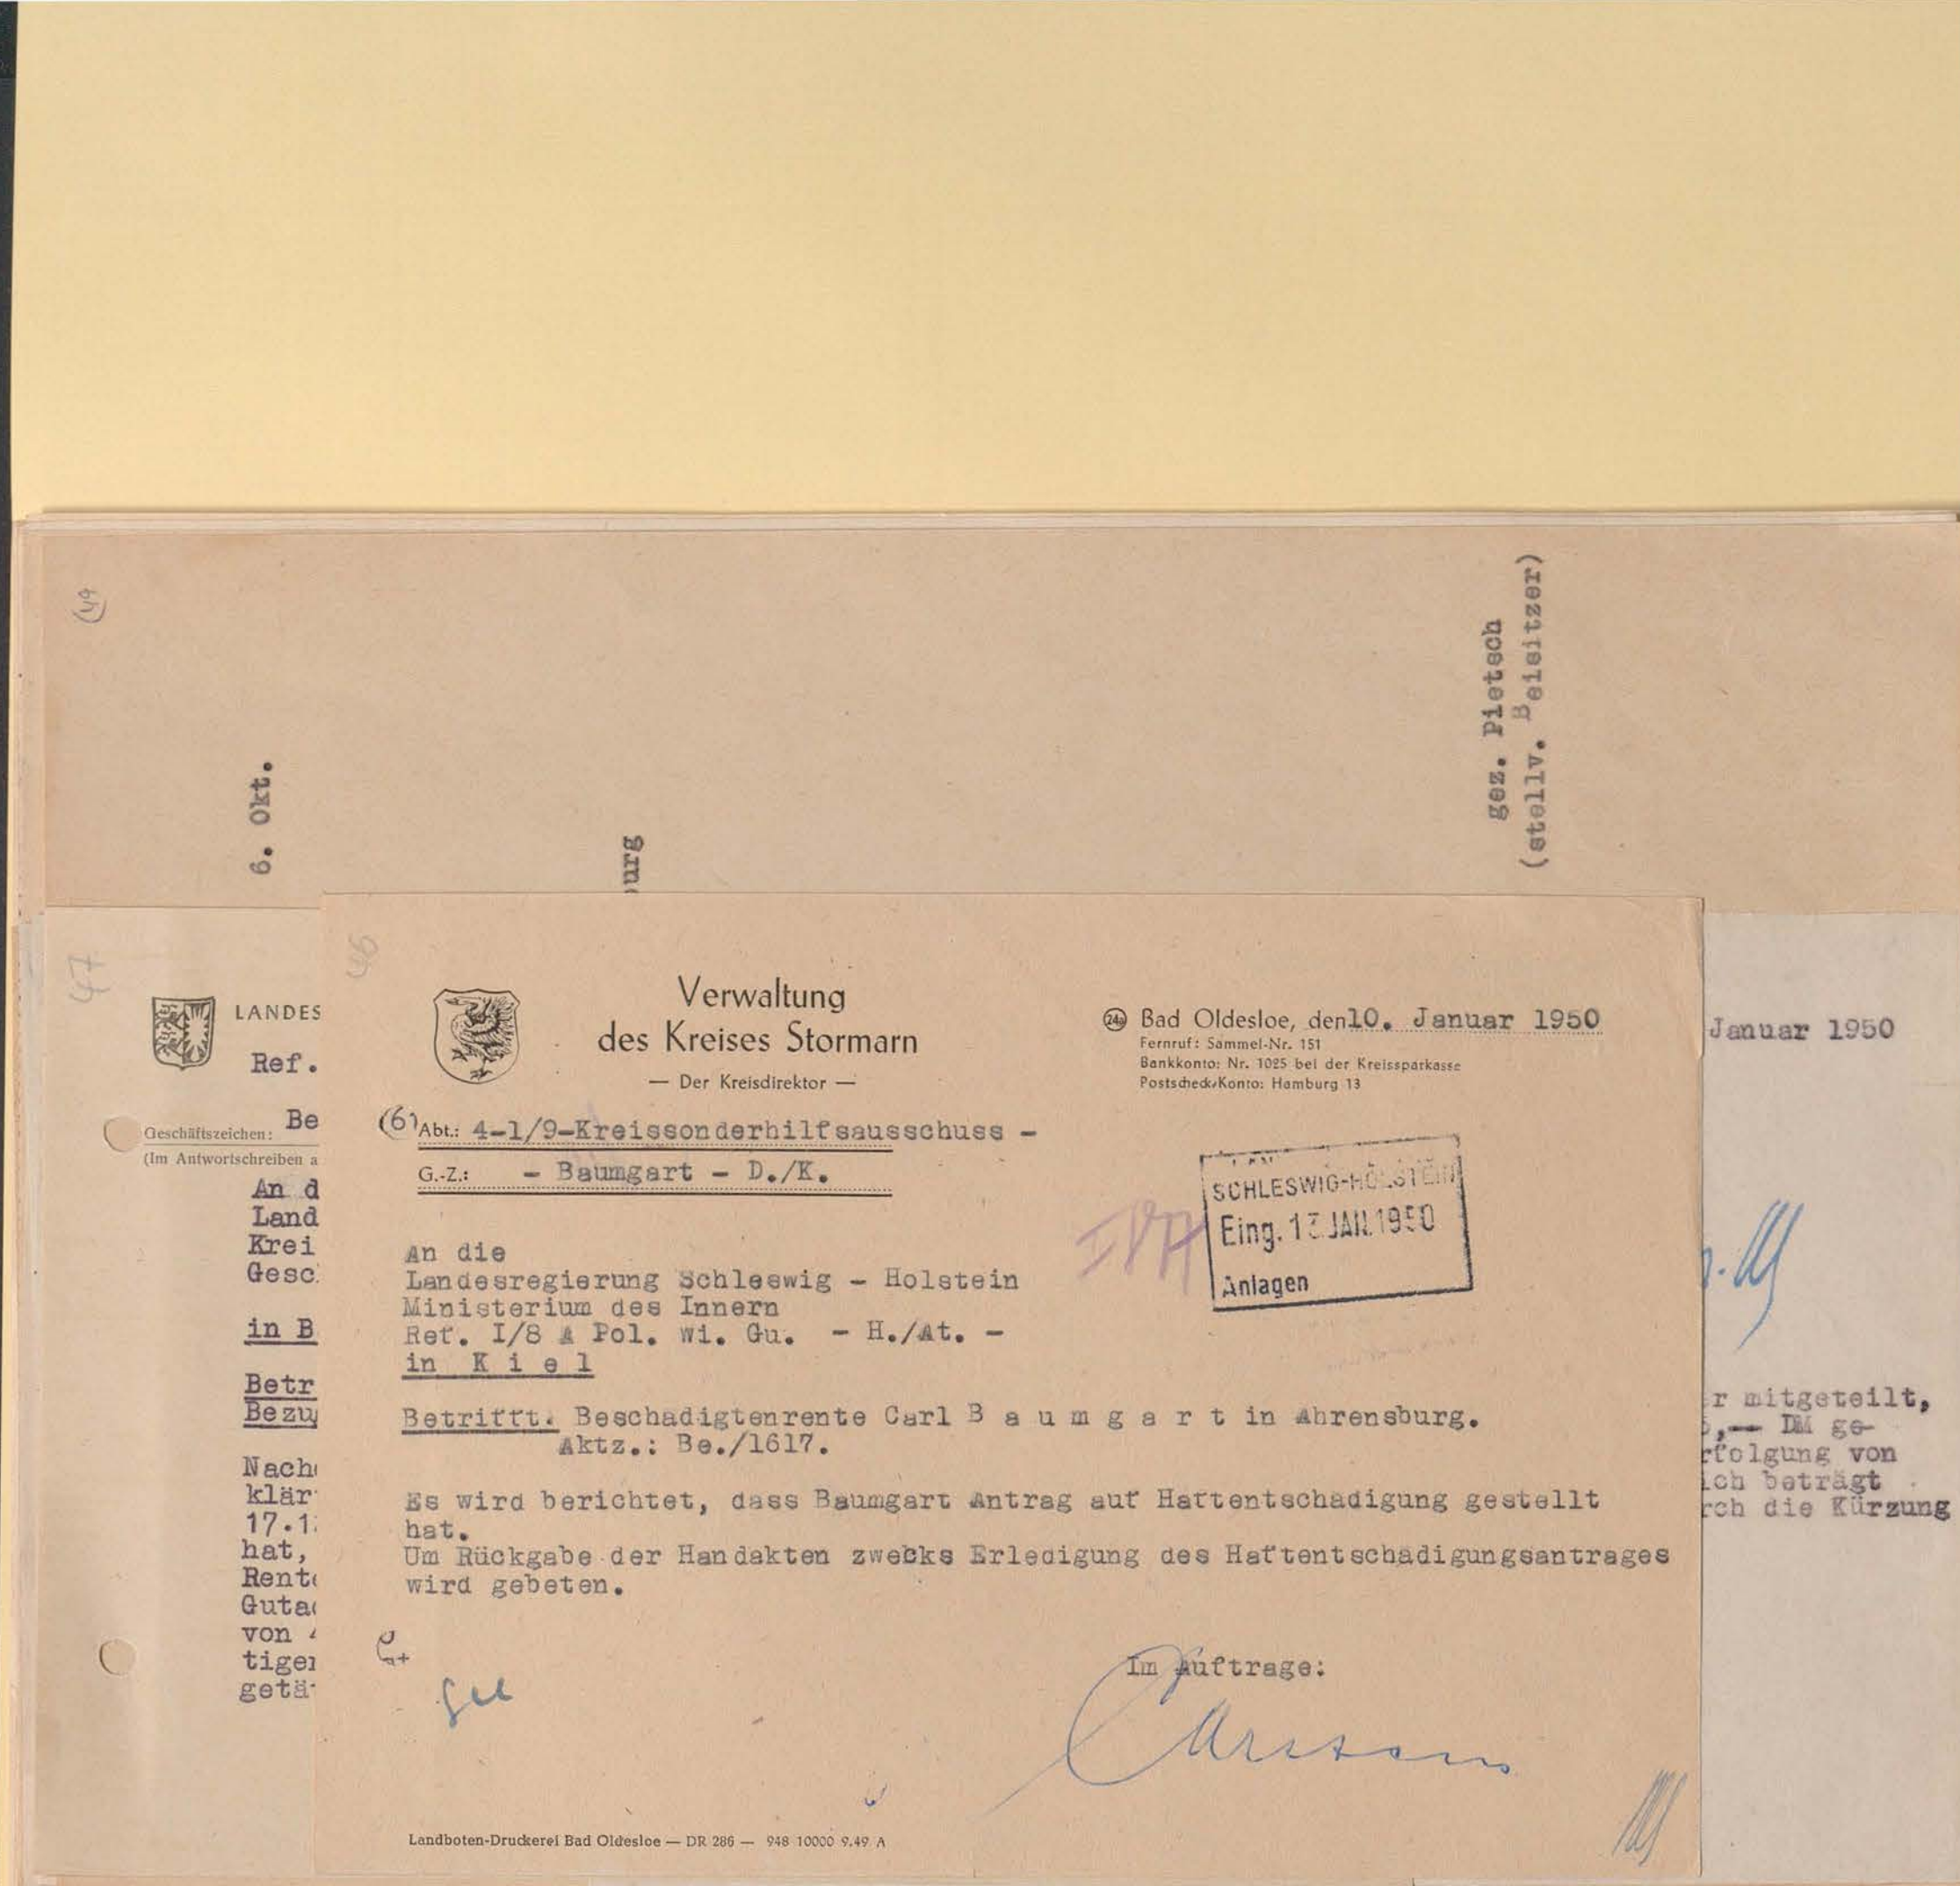 49
6. Okt.
burg
gez. Pietsch
(stellv. Beisitzer)
47
LANDES
Ref.
Geschäftszeichen: Be
(Im Antwortschreiben a
An d
Land
Krei
Gesc
in B
Betr
Bezu
Nach
klär
17.1
hat,
Rent
Guta
von
tige
getä
46
Verwaltung
des Kreises Stormarn
— Der Kreisdirektor —
24a Bad Oldesloe, den 10. Januar 1950
Fernruf: Sammel-Nr. 151
Bankkonto: Nr. 1025 bei der Kreissparkasse
Postscheck-Konto: Hamburg 13
(6) Abt.: 4-1/9-Kreissonderhilfsausschuss -
G.-Z.: - Baumgart - D./K.
SCHLESWIG-HOLSTEIN
Eing. 13. JAN. 1950
Anlagen
An die
Landesregierung Schleswig - Holstein
Ministerium des Innern
Ref. I/8 A Pol. Wi. Gu. - H./At. -
in K i e l
Betrifft. Beschädigtenrente Carl B a u m g a r t in Ahrensburg.
Aktz.: Be./1617.
Es wird berichtet, dass Baumgart Antrag auf Haftentschädigung gestellt
hat.
Um Rückgabe der Handakten zwecks Erledigung des Haftentschädigungsantrages
wird gebeten.
Im Auftrage:
Landboten-Druckerei Bad Oldesloe — DR 286 — 948 10000 9.49 A
Januar 1950
r mitgeteilt,
,-- DM ge-
rfolgung von
ich beträgt
rch die Kürzung